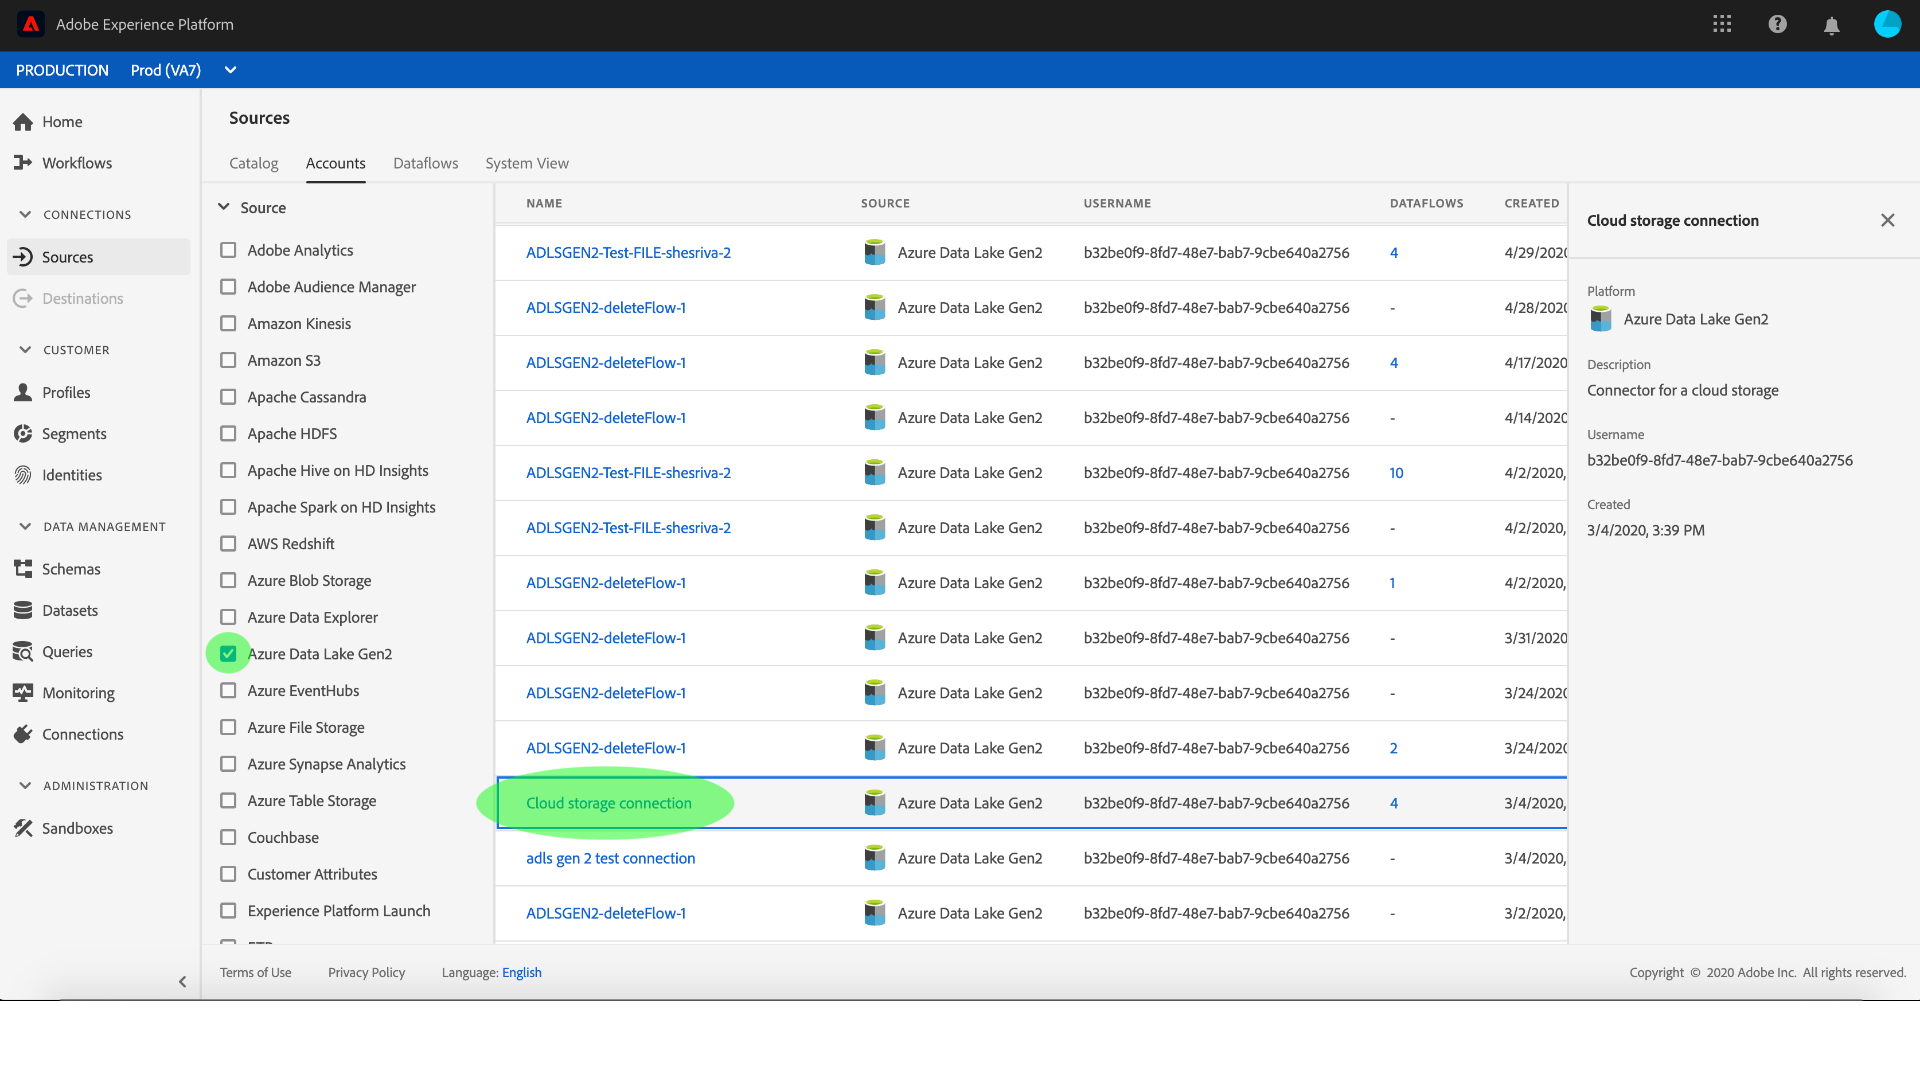 Adobe Experience Platform
PRODUCTION Prod (VA7)
Home
Workflows
CONNECTIONS
Sources
Destinations
CUSTOMER
Profiles
Segments
Identities
DATA MANAGEMENT
Schemas
Datasets
Queries
Monitoring
Connections
ADMINISTRATION
Sandboxes
Sources
Catalog Accounts Dataflows System View
Source
Adobe Analytics
Adobe Audience Manager
Amazon Kinesis
Amazon S3
Apache Cassandra
Apache HDFS
Apache Hive on HD Insights
Apache Spark on HD Insights
AWS Redshift
Azure Blob Storage
Azure Data Explorer
Azure Data Lake Gen2
Azure EventHubs
Azure File Storage
Azure Synapse Analytics
Azure Table Storage
Couchbase
Customer Attributes
Experience Platform Launch
NAME SOURCE USERNAME DATAFLOWS CREATED
ADLSGEN2-Test-FILE-shesriva-2 Azure Data Lake Gen2 b32be0f9-8fd7-48e7-bab7-9cbe640a2756 4 4/29/2020
ADLSGEN2-deleteFlow-1 Azure Data Lake Gen2 b32be0f9-8fd7-48e7-bab7-9cbe640a2756 - 4/28/2020
ADLSGEN2-deleteFlow-1 Azure Data Lake Gen2 b32be0f9-8fd7-48e7-bab7-9cbe640a2756 4 4/17/2020
ADLSGEN2-deleteFlow-1 Azure Data Lake Gen2 b32be0f9-8fd7-48e7-bab7-9cbe640a2756 - 4/14/2020
ADLSGEN2-Test-FILE-shesriva-2 Azure Data Lake Gen2 b32be0f9-8fd7-48e7-bab7-9cbe640a2756 10 4/2/2020,
ADLSGEN2-Test-FILE-shesriva-2 Azure Data Lake Gen2 b32be0f9-8fd7-48e7-bab7-9cbe640a2756 - 4/2/2020,
ADLSGEN2-deleteFlow-1 Azure Data Lake Gen2 b32be0f9-8fd7-48e7-bab7-9cbe640a2756 1 4/2/2020,
ADLSGEN2-deleteFlow-1 Azure Data Lake Gen2 b32be0f9-8fd7-48e7-bab7-9cbe640a2756 - 3/31/2020
ADLSGEN2-deleteFlow-1 Azure Data Lake Gen2 b32be0f9-8fd7-48e7-bab7-9cbe640a2756 - 3/24/2020
ADLSGEN2-deleteFlow-1 Azure Data Lake Gen2 b32be0f9-8fd7-48e7-bab7-9cbe640a2756 2 3/24/2020
Cloud storage connection Azure Data Lake Gen2 b32be0f9-8fd7-48e7-bab7-9cbe640a2756 4 3/4/2020,
adls gen 2 test connection Azure Data Lake Gen2 b32be0f9-8fd7-48e7-bab7-9cbe640a2756 - 3/4/2020,
ADLSGEN2-deleteFlow-1 Azure Data Lake Gen2 b32be0f9-8fd7-48e7-bab7-9cbe640a2756 - 3/2/2020,
Cloud storage connection
Platform
Azure Data Lake Gen2
Description
Connector for a cloud storage
Username
b32be0f9-8fd7-48e7-bab7-9cbe640a2756
Created
3/4/2020, 3:39 PM
Terms of Use Privacy Policy Language: English Copyright © 2020 Adobe Inc. All rights reserved.